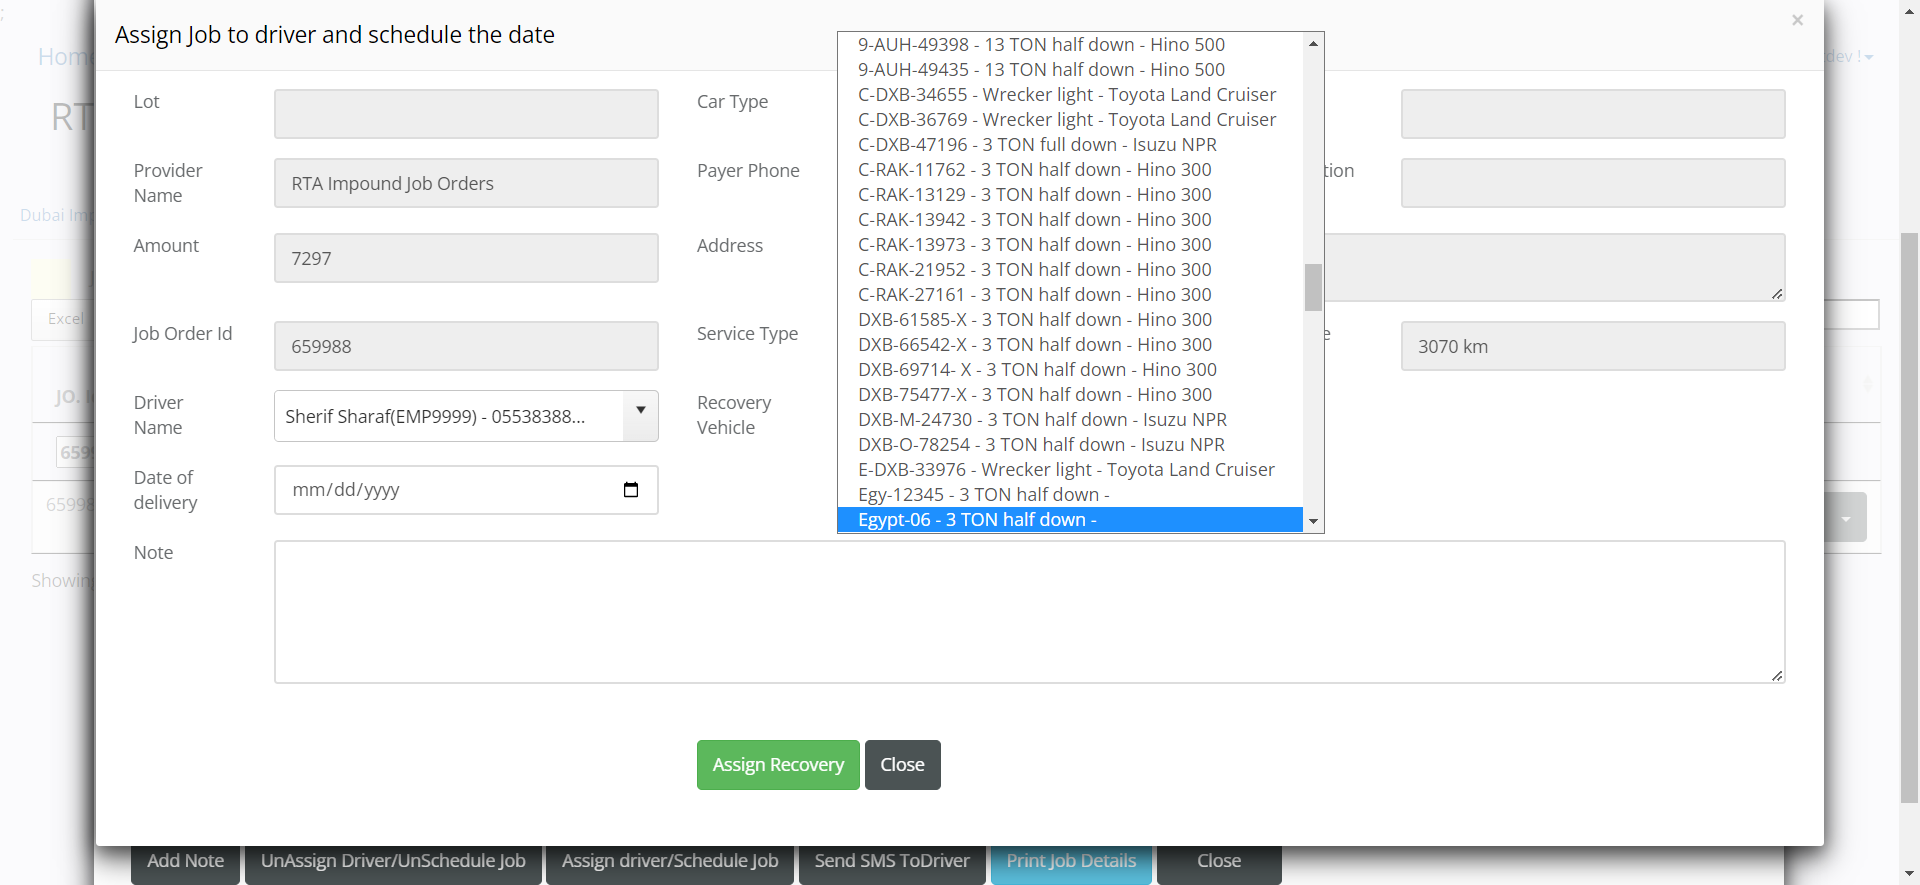 ;
Home
dev !
RT
Dubai Im
Excel
JO. I
659
6598
Showing
Assign Job to driver and schedule the date
×
Lot
Car Type
Provider
Name
RTA Impound Job Orders
Payer Phone
tion
Amount
7297
Address
Job Order Id
659988
Service Type
e
3070 km
Driver
Name
Sherif Sharaf(EMP9999) - 05538388...
Recovery
Vehicle
Date of
delivery
mm/dd/yyyy
9-AUH-49398 - 13 TON half down - Hino 500
9-AUH-49435 - 13 TON half down - Hino 500
C-DXB-34655 - Wrecker light - Toyota Land Cruiser
C-DXB-36769 - Wrecker light - Toyota Land Cruiser
C-DXB-47196 - 3 TON full down - Isuzu NPR
C-RAK-11762 - 3 TON half down - Hino 300
C-RAK-13129 - 3 TON half down - Hino 300
C-RAK-13942 - 3 TON half down - Hino 300
C-RAK-13973 - 3 TON half down - Hino 300
C-RAK-21952 - 3 TON half down - Hino 300
C-RAK-27161 - 3 TON half down - Hino 300
DXB-61585-X - 3 TON half down - Hino 300
DXB-66542-X - 3 TON half down - Hino 300
DXB-69714- X - 3 TON half down - Hino 300
DXB-75477-X - 3 TON half down - Hino 300
DXB-M-24730 - 3 TON half down - Isuzu NPR
DXB-O-78254 - 3 TON half down - Isuzu NPR
E-DXB-33976 - Wrecker light - Toyota Land Cruiser
Egy-12345 - 3 TON half down -
Egypt-06 - 3 TON half down -
Note
Assign Recovery
Close
Add Note
UnAssign Driver/UnSchedule Job
Assign driver/Schedule Job
Send SMS ToDriver
Print Job Details
Close